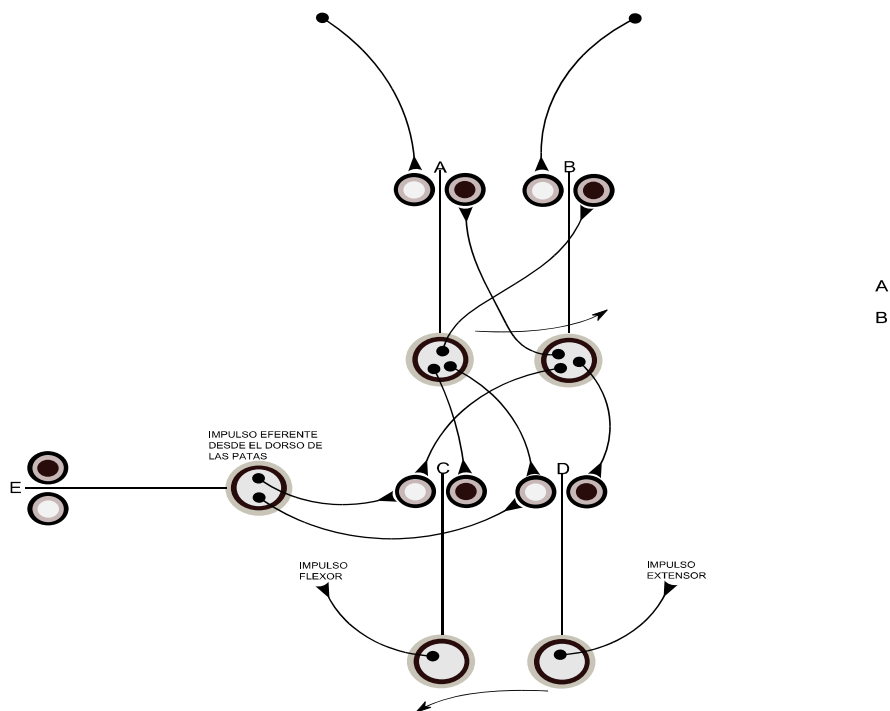 A
B
A
B
IMPULSO EFERENTE
DESDE EL DORSO DE
LAS PATAS
C
D
E
IMPULSO
FLEXOR
IMPULSO
EXTENSOR